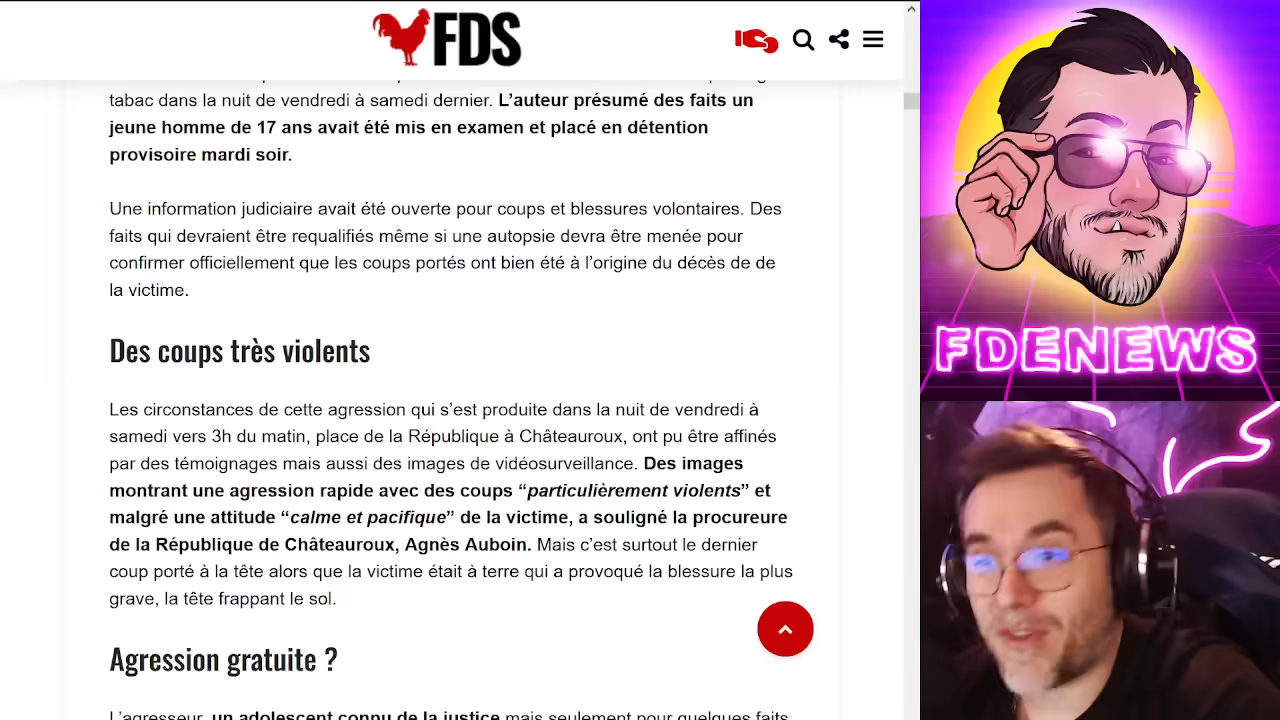 FDS
tabac dans la nuit de vendredi à samedi dernier. L’auteur présumé des faits un
jeune homme de 17 ans avait été mis en examen et placé en détention
provisoire mardi soir.
Une information judiciaire avait été ouverte pour coups et blessures volontaires. Des
faits qui devraient être requalifiés même si une autopsie devra être menée pour
confirmer officiellement que les coups portés ont bien été à l’origine du décès de de
la victime.
Des coups très violents
Les circonstances de cette agression qui s’est produite dans la nuit de vendredi à
samedi vers 3h du matin, place de la République à Châteauroux, ont pu être affinés
par des témoignages mais aussi des images de vidéosurveillance. Des images
montrant une agression rapide avec des coups “particulièrement violents” et
malgré une attitude “calme et pacifique” de la victime, a souligné la procureure
de la République de Châteauroux, Agnès Auboin. Mais c’est surtout le dernier
coup porté à la tête alors que la victime était à terre qui a provoqué la blessure la plus
grave, la tête frappant le sol.
Agression gratuite ?
L’agresseur, un adolescent connu de la justice mais seulement pour quelques faits
FDENEWS